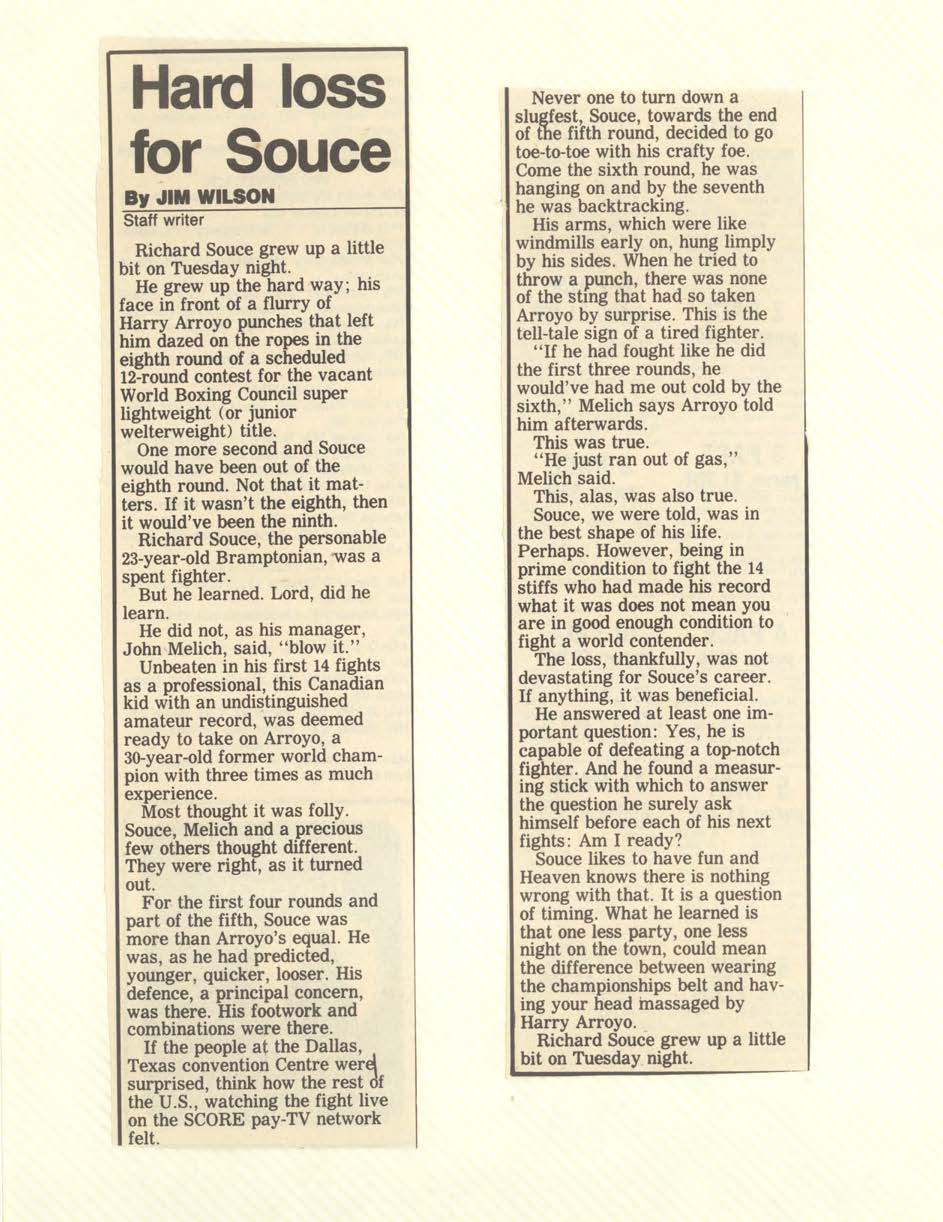 Hard loss
for Souce
By JIM WILSON
Staff writer
Richard Souce grew up a little
bit on Tuesday night.
He grew up the hard way; his
face in front of a flurry of
Harry Arroyo punches that left
him dazed on the ropes in the
eighth round of a scheduled
12-round contest for the vacant
World Boxing Council super
lightweight (or junior
welterweight) title.
One more second and Souce
would have been out of the
eighth round. Not that it mat-
ters. If it wasn't the eighth, then
it would've been the ninth.
Richard Souce, the personable
23-year-old Bramptonian, was a
spent fighter.
But he learned. Lord, did he
learn.
He did not, as his manager,
John Melich, said, "blow it."
Unbeaten in his first 14 fights
as a professional, this Canadian
kid with an undistinguished
amateur record, was deemed
ready to take on Arroyo, a
30-year-old former world cham-
pion with three times as much
experience.
Most thought it was folly.
Souce, Melich and a precious
few others thought different.
They were right, as it turned
out.
For the first four rounds and
part of the fifth, Souce was
more than Arroyo's equal. He
was, as he had predicted,
younger, quicker, looser. His
defence, a principal concern,
was there. His footwork and
combinations were there.
If the people at the Dallas,
Texas convention Centre were
surprised, think how the rest of
the U.S., watching the fight live
on the SCORE pay-TV network
felt.
Never one to turn down a
slugfest, Souce, towards the end
of the fifth round, decided to go
toe-to-toe with his crafty foe.
Come the sixth round, he was
hanging on and by the seventh
he was backtracking.
His arms, which were like
windmills early on, hung limply
by his sides. When he tried to
throw a punch, there was none
of the sting that had so taken
Arroyo by surprise. This is the
tell-tale sign of a tired fighter.
"If he had fought like he did
the first three rounds, he
would've had me out cold by the
sixth," Melich says Arroyo told
him afterwards.
This was true.
"He just ran out of gas,"
Melich said.
This, alas, was also true.
Souce, we were told, was in
the best shape of his life.
Perhaps. However, being in
prime condition to fight the 14
stiffs who had made his record
what it was does not mean you
are in good enough condition to
fight a world contender.
The loss, thankfully, was not
devastating for Souce's career.
If anything, it was beneficial.
He answered at least one im-
portant question: Yes, he is
capable of defeating a top-notch
fighter. And he found a measur-
ing stick with which to answer
the question he surely ask
himself before each of his next
fights: Am I ready?
Souce likes to have fun and
Heaven knows there is nothing
wrong with that. It is a question
of timing. What he learned is
that one less party, one less
night on the town, could mean
the difference between wearing
the championships belt and hav-
ing your head massaged by
Harry Arroyo.
Richard Souce grew up a little
bit on Tuesday night.